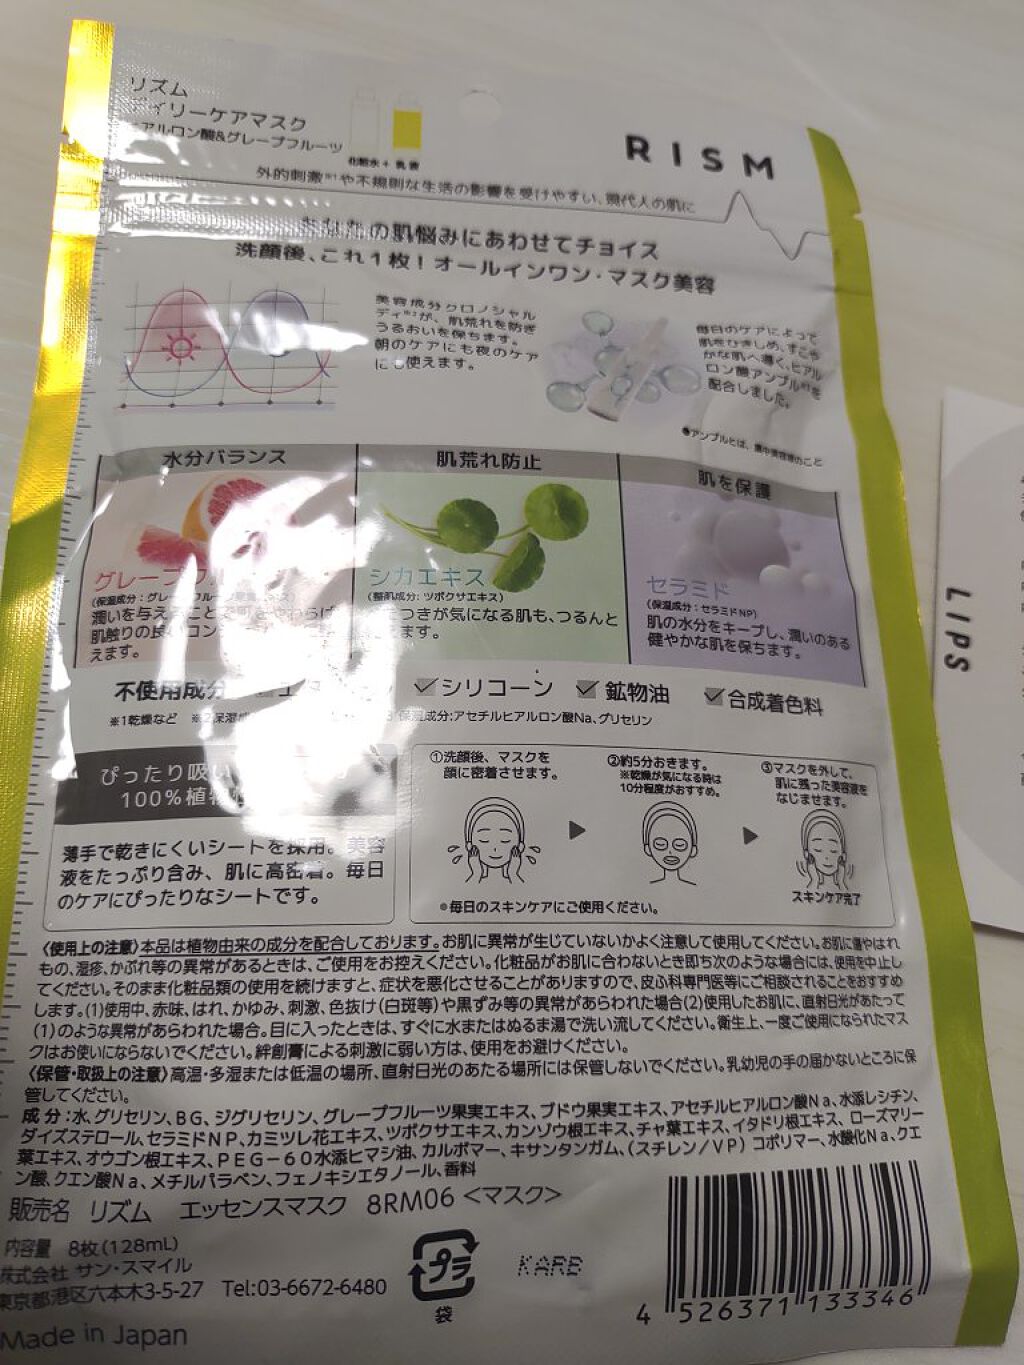 リズム
デイリーケアマスク
ヒアルロン酸&グレープフルーツ
化粧水 + 乳液
RISM
外的刺激※1や不規則な生活の影響を受けやすい、現代人の肌に
あなたの肌悩みにあわせてチョイス
洗顔後、これ1枚!オールインワン・マスク美容
美容成分クロノシャル
ディ※2が、肌荒れを防ぎ
うるおいを保ちます。
朝のケアにも夜のケア
にも使えます。
毎日のケアによって
肌をひきしめ、すこや
かな肌へ導く、ヒアル
ロン酸アンプル※3を
配合しました。
●アンプルとは、集中美容液のこと
水分バランス
グレープフル
(保湿成分:グレープフルーツ果実エキス)
潤いを与えることで肌をやわらげ
肌触りの良い
えます。
肌荒れ防止
シカエキス
(整肌成分:ツボクサエキス)
つきが気になる肌も、つるんと
ます。
肌を保護
セラミド
(保湿成分:セラミドNP)
肌の水分をキープし、潤いのある
健やかな肌を保ちます。
不使用成分 シリコーン 鉱物油 合成着色料
※1乾燥など ※2保湿成 保湿成分:アセチルヒアルロン酸Na、グリセリン
ぴったり吸い
100%植物
薄手で乾きにくいシートを採用。美容
液をたっぷり含み、肌に高密着。毎日
のケアにぴったりなシートです。
①洗顔後、マスクを
顔に密着させます。
②約5分おきます。
※乾燥が気になる時は
10分程度がおすすめ。
③マスクを外して、
肌に残った美容液を
なじませます。
スキンケア完了
●毎日のスキンケアにご使用ください。
〈使用上の注意〉本品は植物由来の成分を配合しております。お肌に異常が生じていないかよく注意して使用してください。お肌に傷やはれ
もの、湿疹、かぶれ等の異常があるときは、ご使用をお控えください。化粧品がお肌に合わないとき即ち次のような場合には、使用を中止し
てください。そのまま化粧品類の使用を続けますと、症状を悪化させることがありますので、皮ふ科専門医等にご相談されることをおすすめ
します。(1)使用中、赤味、はれ、かゆみ、刺激、色抜け(白斑等)や黒ずみ等の異常があらわれた場合(2)使用したお肌に、直射日光があたって
(1)のような異常があらわれた場合。目に入ったときは、すぐに水またはぬるま湯で洗い流してください。衛生上、一度ご使用になられたマス
クはお使いにならないでください。絆創膏による刺激に弱い方は、使用をお避けください。
〈保管・取扱上の注意〉高温・多湿または低温の場所、直射日光のあたる場所には保管しないでください。乳幼児の手の届かないところに保
管してください。
成分:水、グリセリン、BG、ジグリセリン、グレープフルーツ果実エキス、ブドウ果実エキス、アセチルヒアルロン酸Na、水添レシチン、
ダイズステロール、セラミドNP、カミツレ花エキス、ツボクサエキス、カンゾウ根エキス、チャ葉エキス、イタドリ根エキス、ローズマリー
葉エキス、オウゴン根エキス、PEG-60水添ヒマシ油、カルボマー、キサンタンガム、(スチレン/VP)コポリマー、水酸化Na、クエ
ン酸、クエン酸Na、メチルパラベン、フェノキシエタノール、香料
販売名 リズム エッセンスマスク 8RM06<マスク>
内容量 8枚(128mL)
株式会社 サン・スマイル
東京都港区六本木3-5-27 Tel:03-6672-6480
Made in Japan
プラ
袋
KARB
4 526371 133346
LIPS